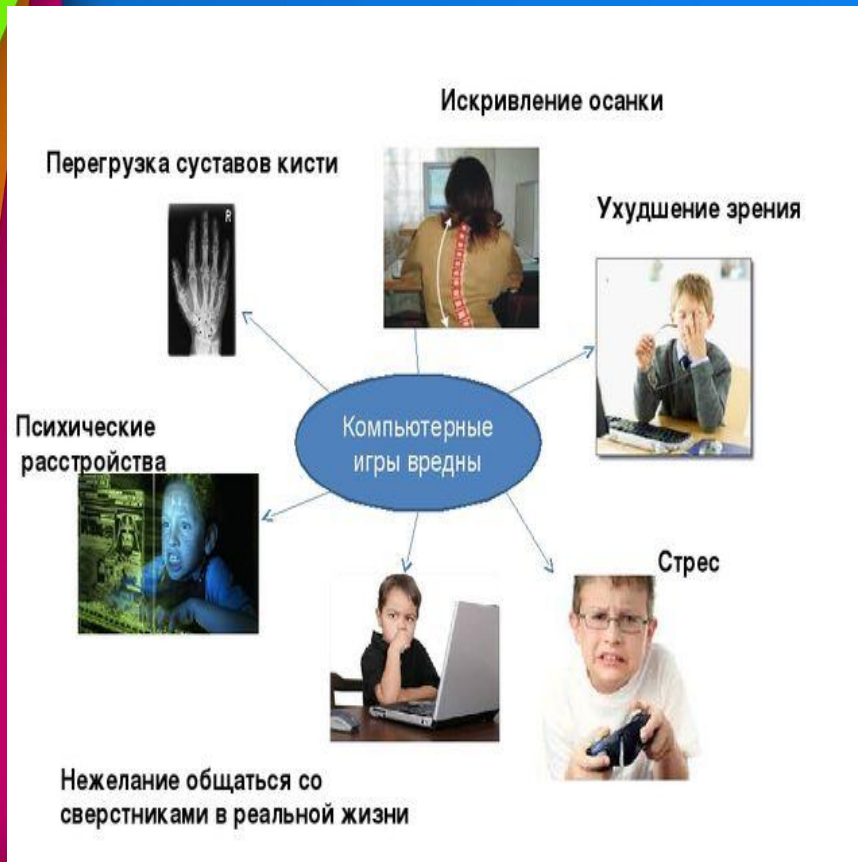 Искривление осанки
Перегрузка суставов кисти
R
Ухудшение зрения
Компьютерные
игры вредны
Психические
расстройства
Стрес
Нежелание общаться со
сверстниками в реальной жизни